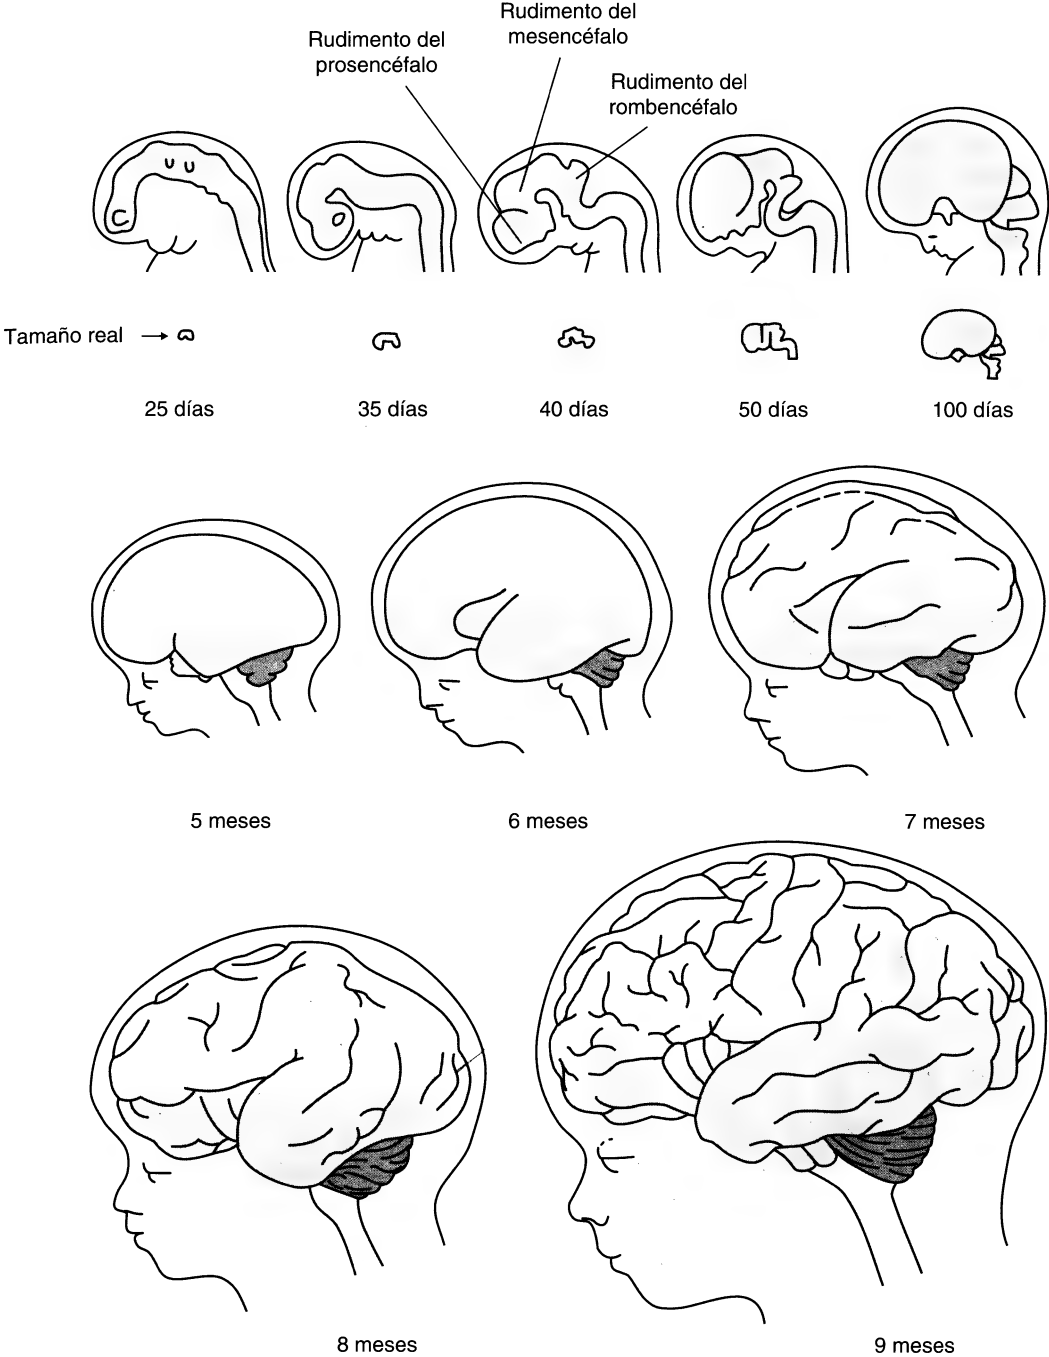 Rudimento del
mesencéfalo
Rudimento del
prosencéfalo
Rudimento del
rombencéfalo
Tamaño real
25 días
35 días
40 días
50 días
100 días
5 meses
6 meses
7 meses
8 meses
9 meses